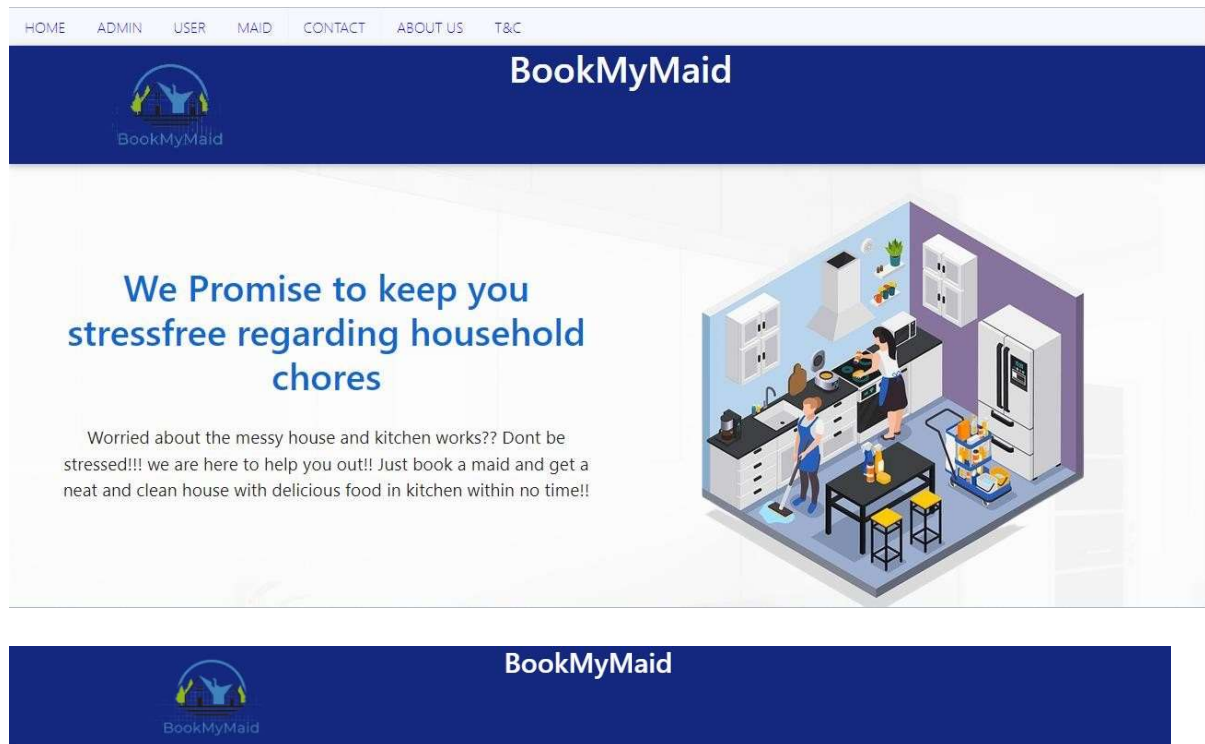 HOME ADMIN USER MAID CONTACT ABOUT US T&C
BookMyMaid
BookMyMaid
We Promise to keep you
stressfree regarding household
chores
Worried about the messy house and kitchen works?? Dont be
stressed!!! we are here to help you out!! Just book a maid and get a
neat and clean house with delicious food in kitchen within no time!!
BookMyMaid
BookMyMaid